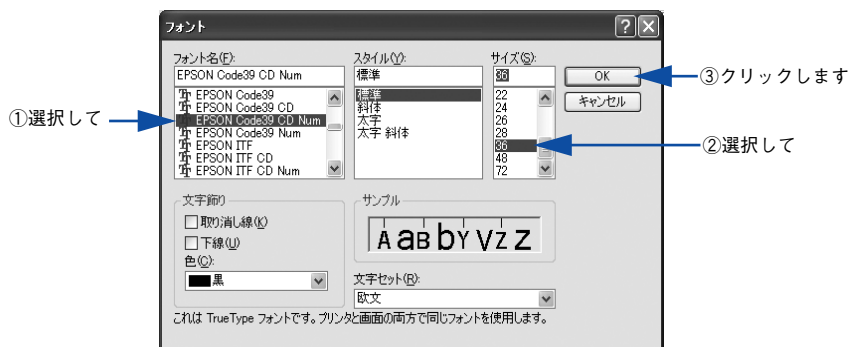 フォント
フォント名(F):
EPSON Code39 CD Num
EPSON Code39
EPSON Code39 CD
EPSON Code39 CD Num
EPSON Code39 Num
EPSON ITF
EPSON ITF CD
EPSON ITF CD Num
スタイル(Y):
標準
標準
斜体
太字
太字 斜体
サイズ(S):
36
22
24
26
28
36
48
72
OK
キャンセル
①選択して
②選択して
③クリックします
文字飾り
取り消し線(K)
下線(U)
色(C):
黒
サンプル
AaBbYyZz
文字セット(R):
欧文
これは TrueType フォントです。プリンタと画面の両方で同じフォントを使用します。